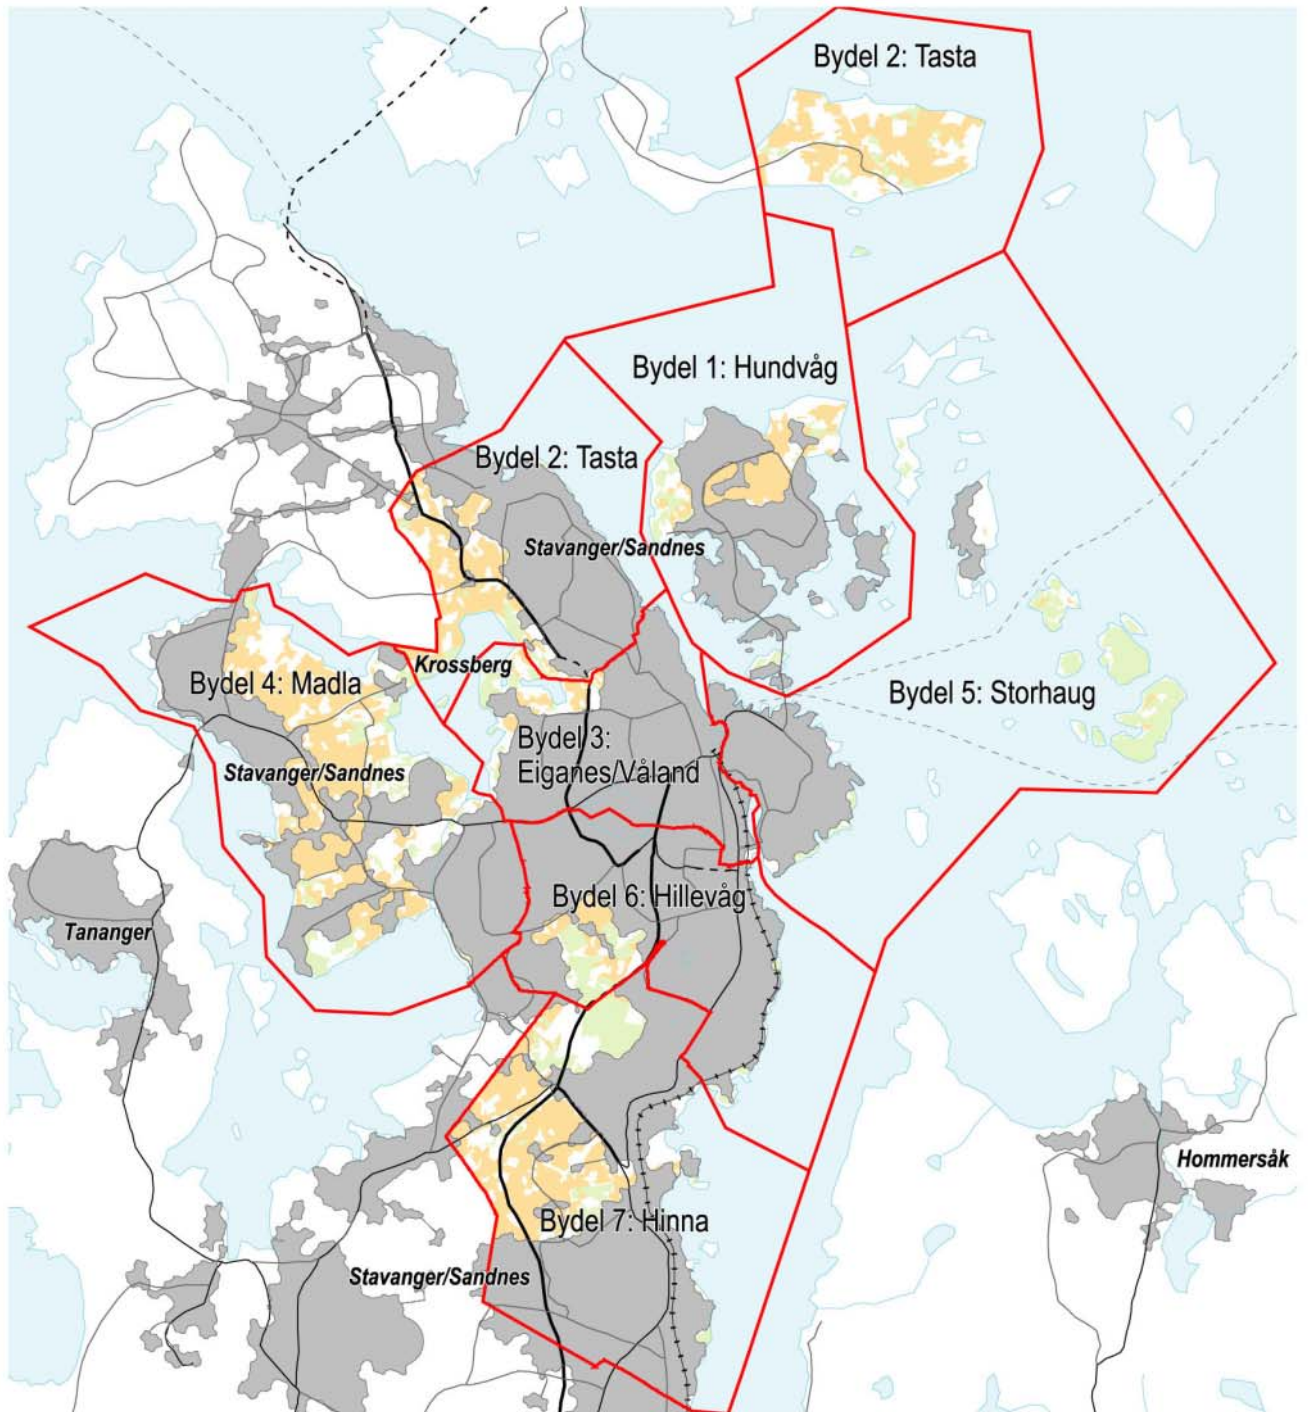 Bydel 2: Tasta
Bydel 1: Hundvåg
Bydel 2: Tasta
Stavanger/Sandnes
Krossberg
Bydel 4: Madla
Bydel 5: Storhaug
Bydel 3:
Eiganes/Våland
Stavanger/Sandnes
Bydel 6: Hillevåg
Tananger
Hommersåk
Bydel 7: Hinna
Stavanger/Sandnes